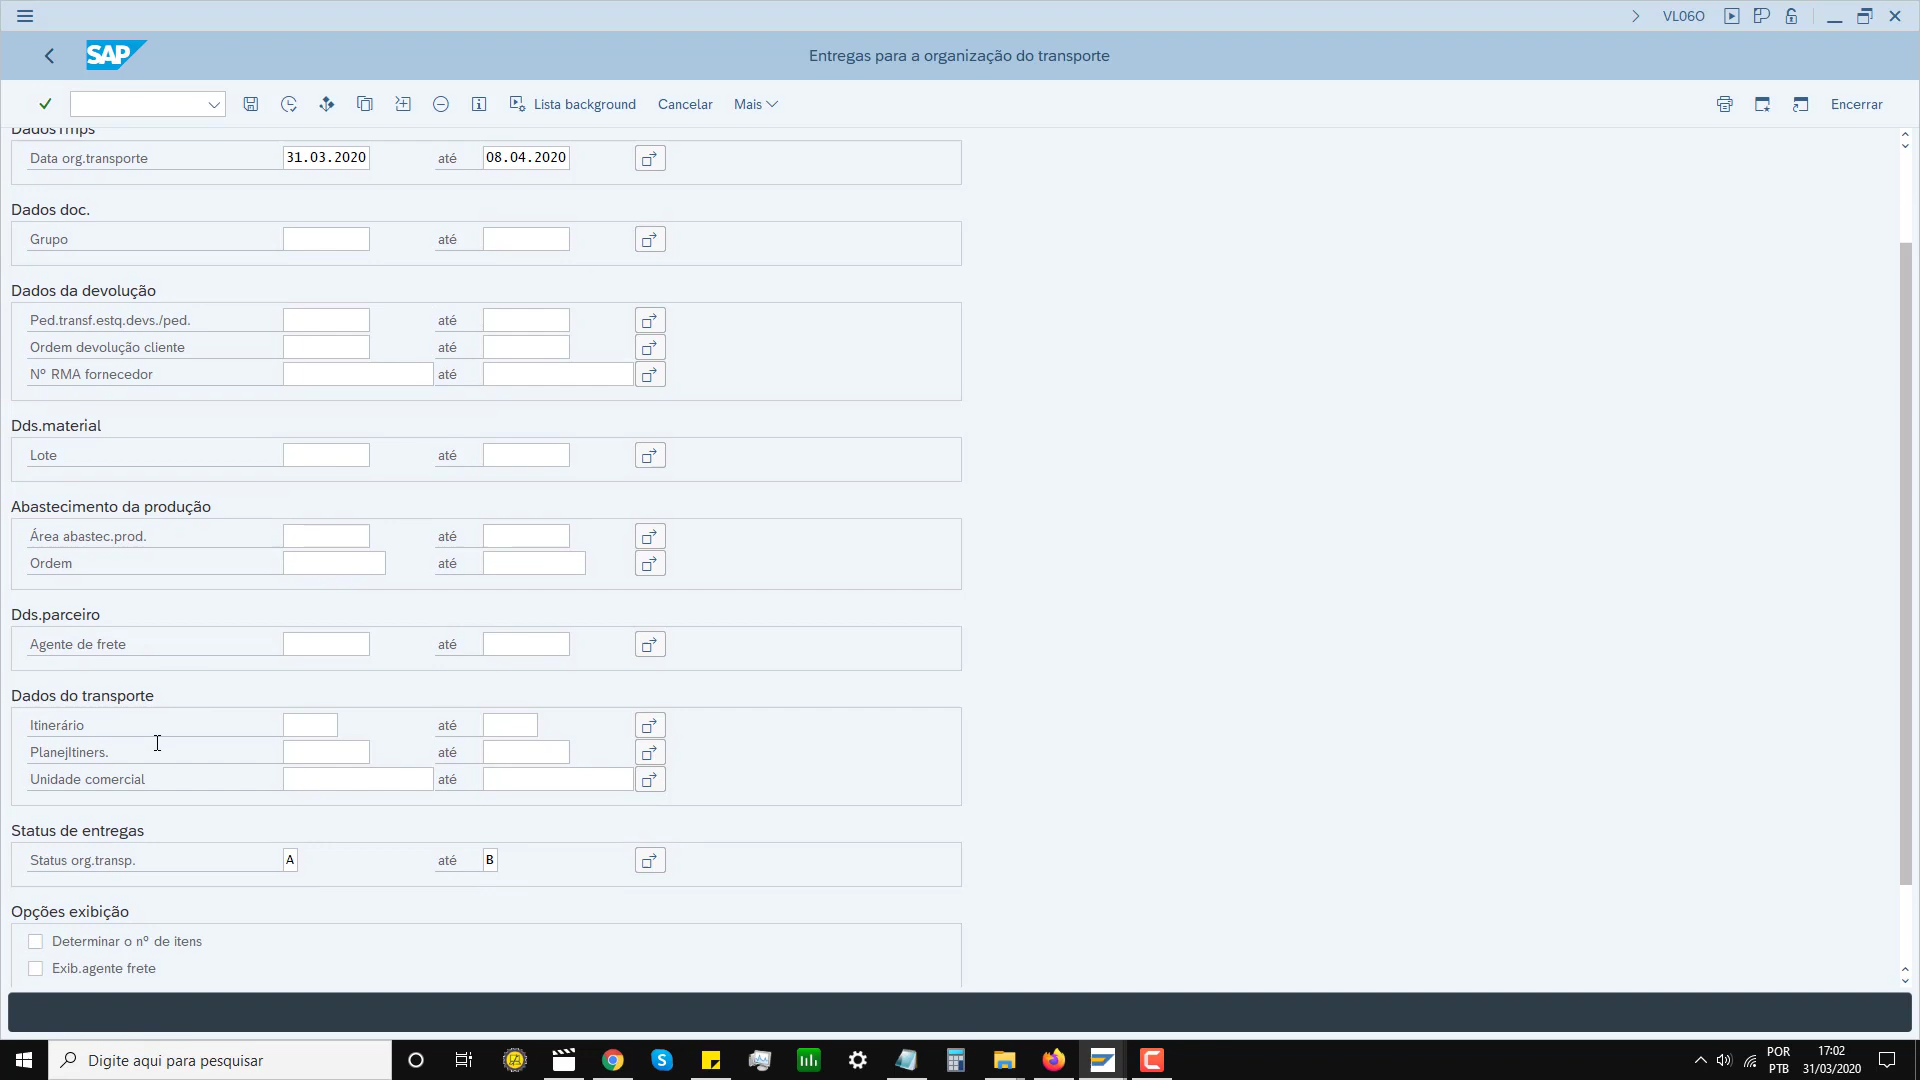 VL06O
SAP
Entregas para a organização do transporte
Lista background Cancelar Mais Encerrar
DadosTmps
Data org.transporte 31.03.2020 até 08.04.2020
Dados doc.
Grupo até
Dados da devolução
Ped.transf.estq.devs./ped. até
Ordem devolução cliente até
Nº RMA fornecedor até
Dds.material
Lote até
Abastecimento da produção
Área abastec.prod. até
Ordem até
Dds.parceiro
Agente de frete até
Dados do transporte
Itinerário até
PlanejItiners. até
Unidade comercial até
Status de entregas
Status org.transp. A até B
Opções exibição
Determinar o nº de itens
Exib.agente frete
Digite aqui para pesquisar
POR
PTB
17:02
31/03/2020